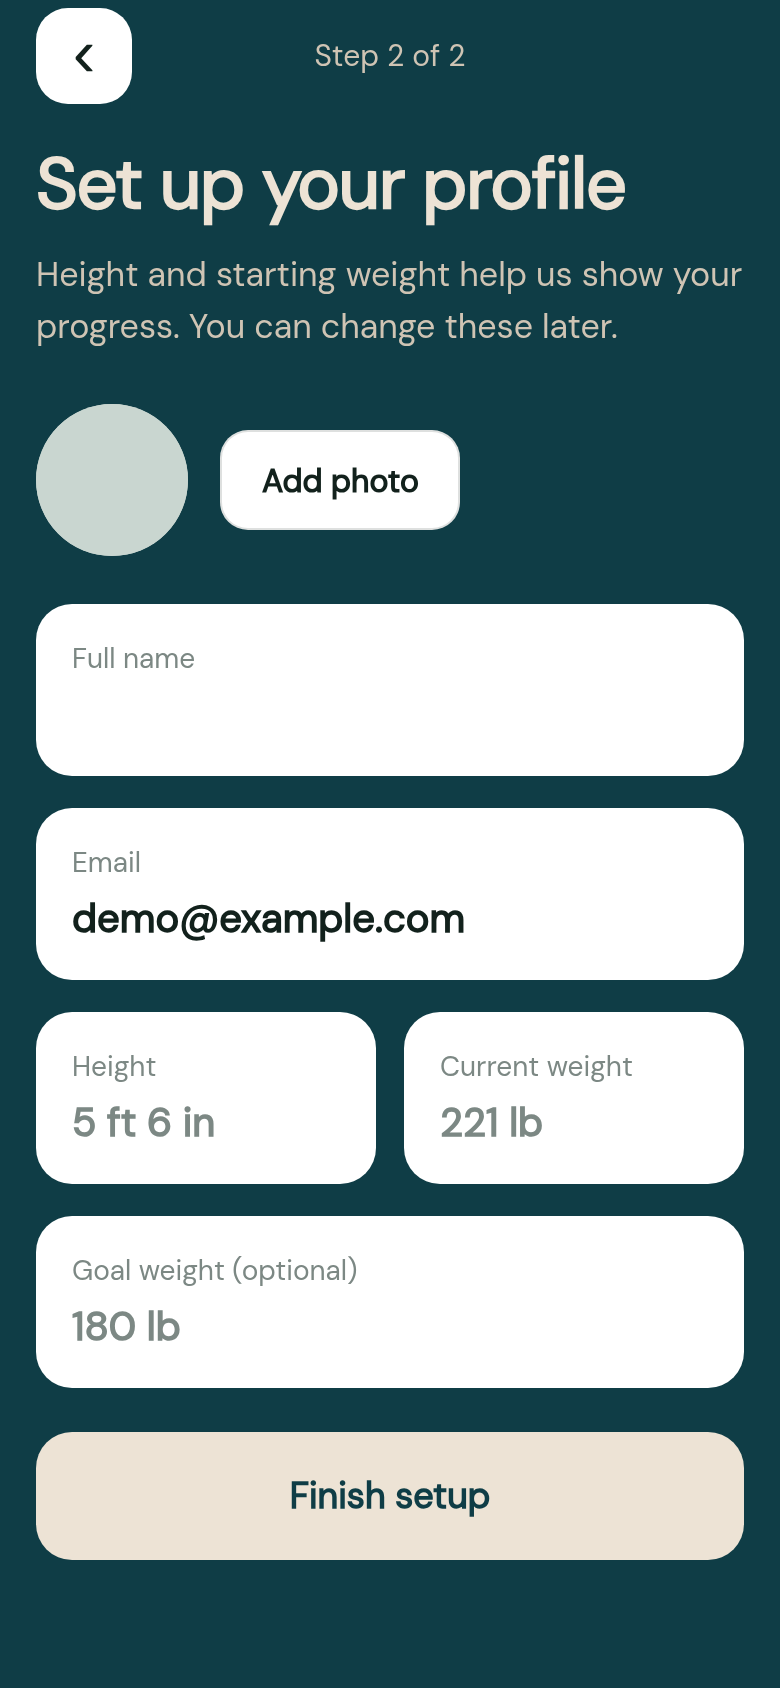 Step 2 of 2
Set up your profile
Height and starting weight help us show your
progress. You can change these later.
Add photo
Full name
Email
demo@example.com
Height
5 ft 6 in
Current weight
221 lb
Goal weight (optional)
180 lb
Finish setup